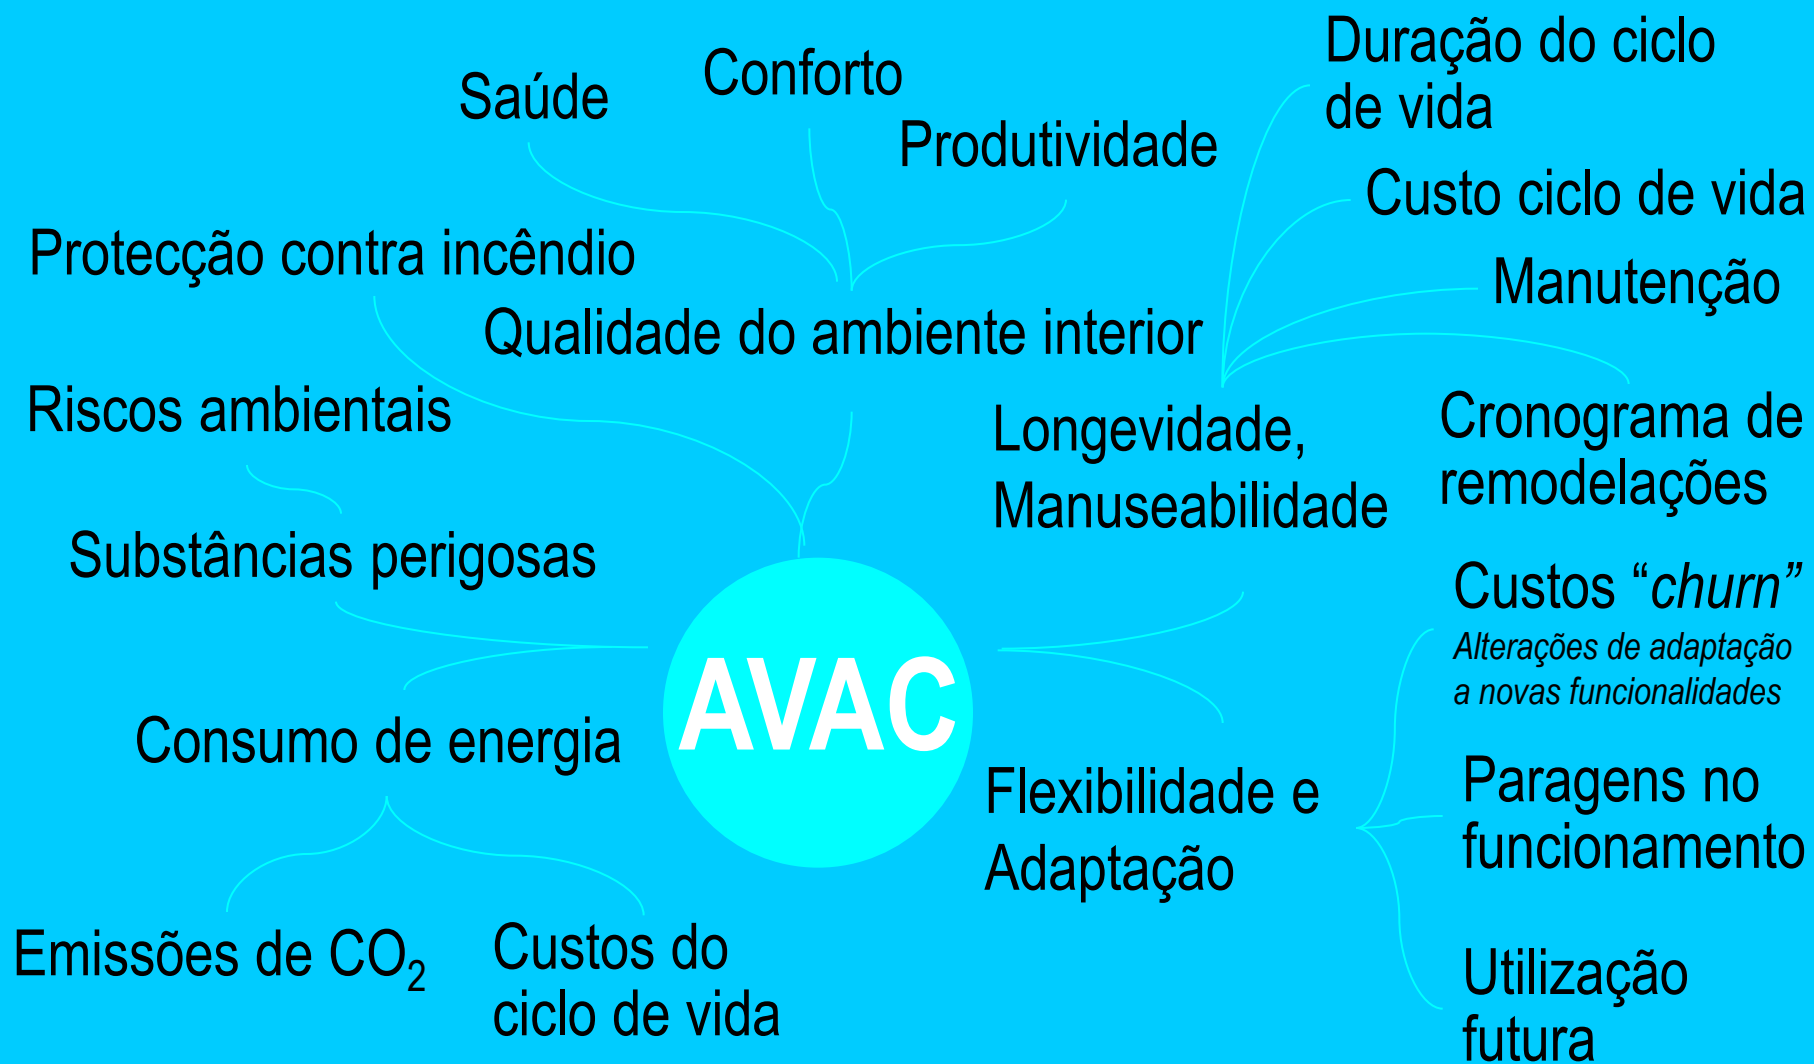 Saúde
Conforto
Produtividade
Duração do ciclo
de vida
Custo ciclo de vida
Manutenção
Cronograma de
remodelações
Protecção contra incêndio
Qualidade do ambiente interior
Riscos ambientais
Longevidade,
Manuseabilidade
Substâncias perigosas
AVAC
Custos “churn”
Alterações de adaptação
a novas funcionalidades
Consumo de energia
Flexibilidade e
Adaptação
Paragens no
funcionamento
Emissões de CO₂
Custos do
ciclo de vida
Utilização
futura